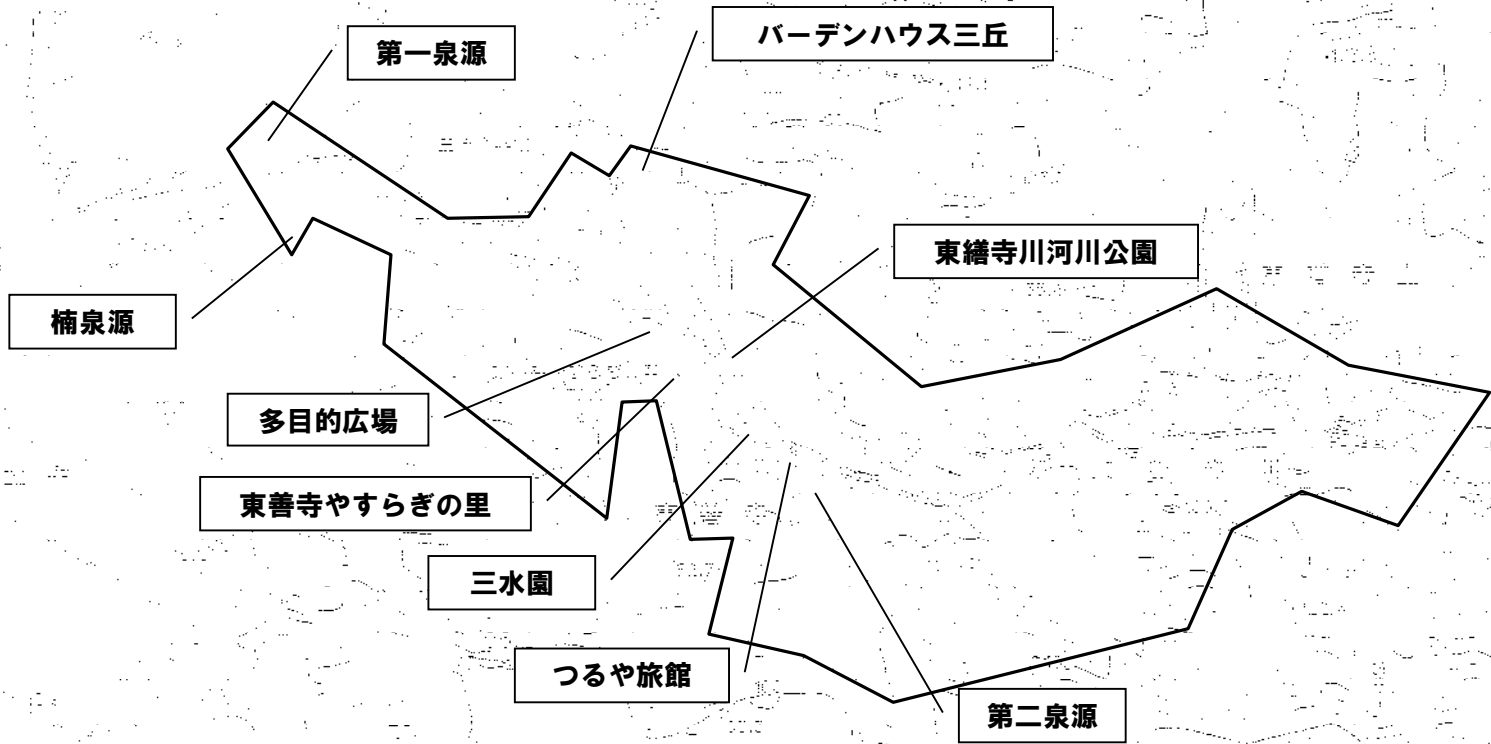 第一泉源
バーデンハウス三丘
東繕寺川河川公園
楠泉源
多目的広場
東善寺やすらぎの里
三水園
つるや旅館
第二泉源